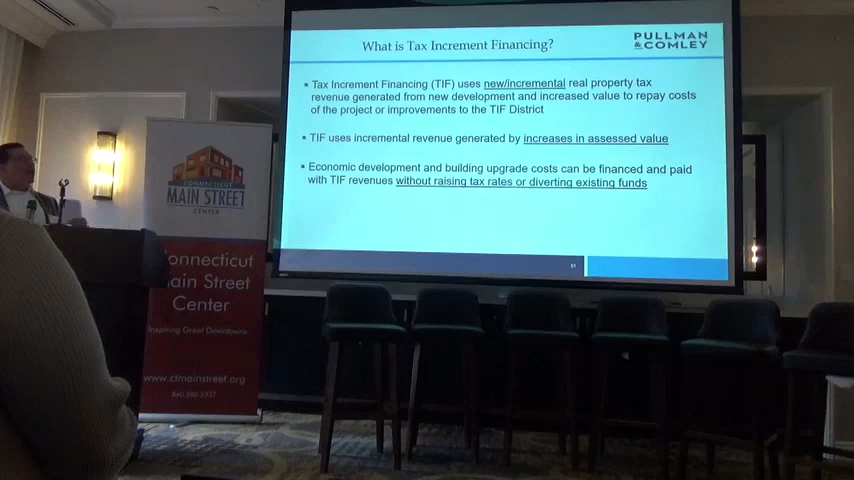 What is Tax Increment Financing?
PULLMAN
& COMLEY
▪ Tax Increment Financing (TIF) uses new/incremental real property tax
revenue generated from new development and increased value to repay costs
of the project or improvements to the TIF District
▪ TIF uses incremental revenue generated by increases in assessed value
▪ Economic development and building upgrade costs can be financed and paid
with TIF revenues without raising tax rates or diverting existing funds
CONNECTICUT
MAIN STREET
CENTER
Connecticut
Main Street
Center
Inspiring Great Downtowns
www.ctmainstreet.org